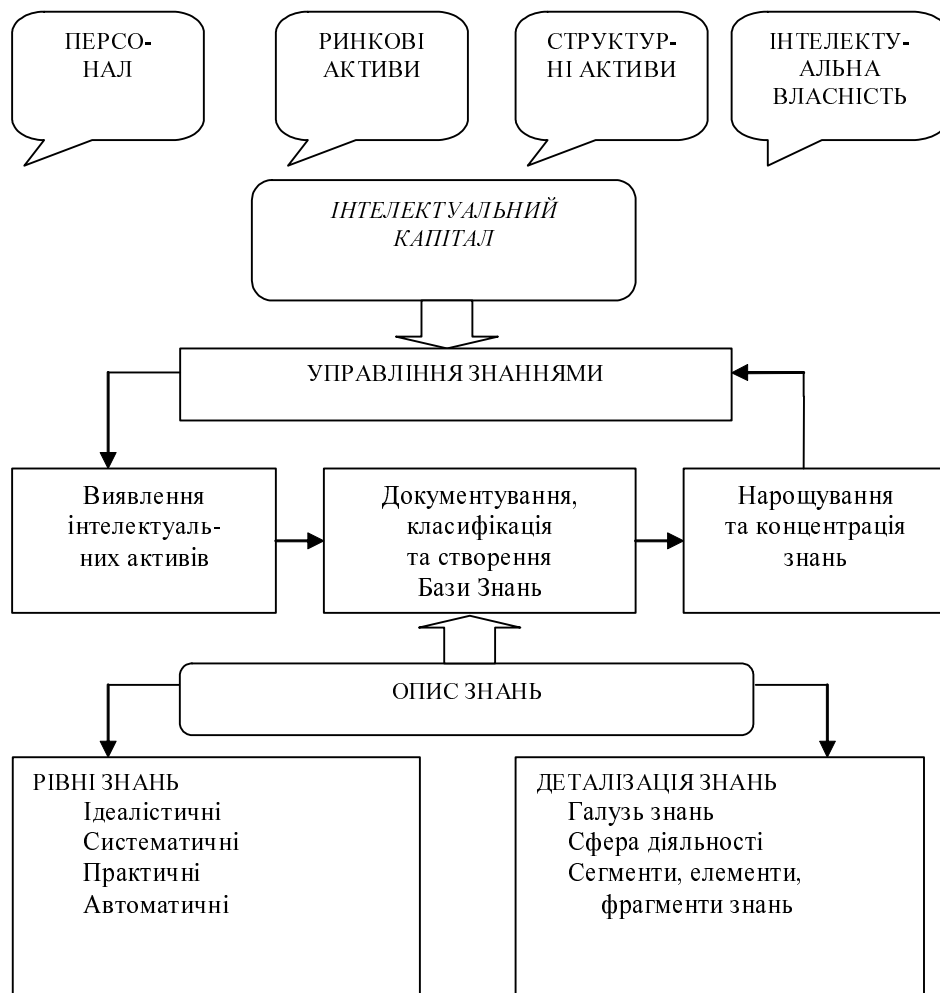 ПЕРСО-
НАЛ
РИНКОВІ
АКТИВИ
СТРУКТУР-
НІ АКТИВИ
ІНТЕЛЕКТУ-
АЛЬНА
ВЛАСНІСТЬ
ІНТЕЛЕКТУАЛЬНИЙ
КАПІТАЛ
УПРАВЛІННЯ ЗНАННЯМИ
Виявлення
інтелектуаль-
них активів
Документування,
класифікація
та створення
Бази Знань
Нарощування
та концентрація
знань
ОПИС ЗНАНЬ
РІВНІ ЗНАНЬ
Ідеалістичні
Систематичні
Практичні
Автоматичні
ДЕТАЛІЗАЦІЯ ЗНАНЬ
Галузь знань
Сфера діяльності
Сегменти, елементи,
фрагменти знань